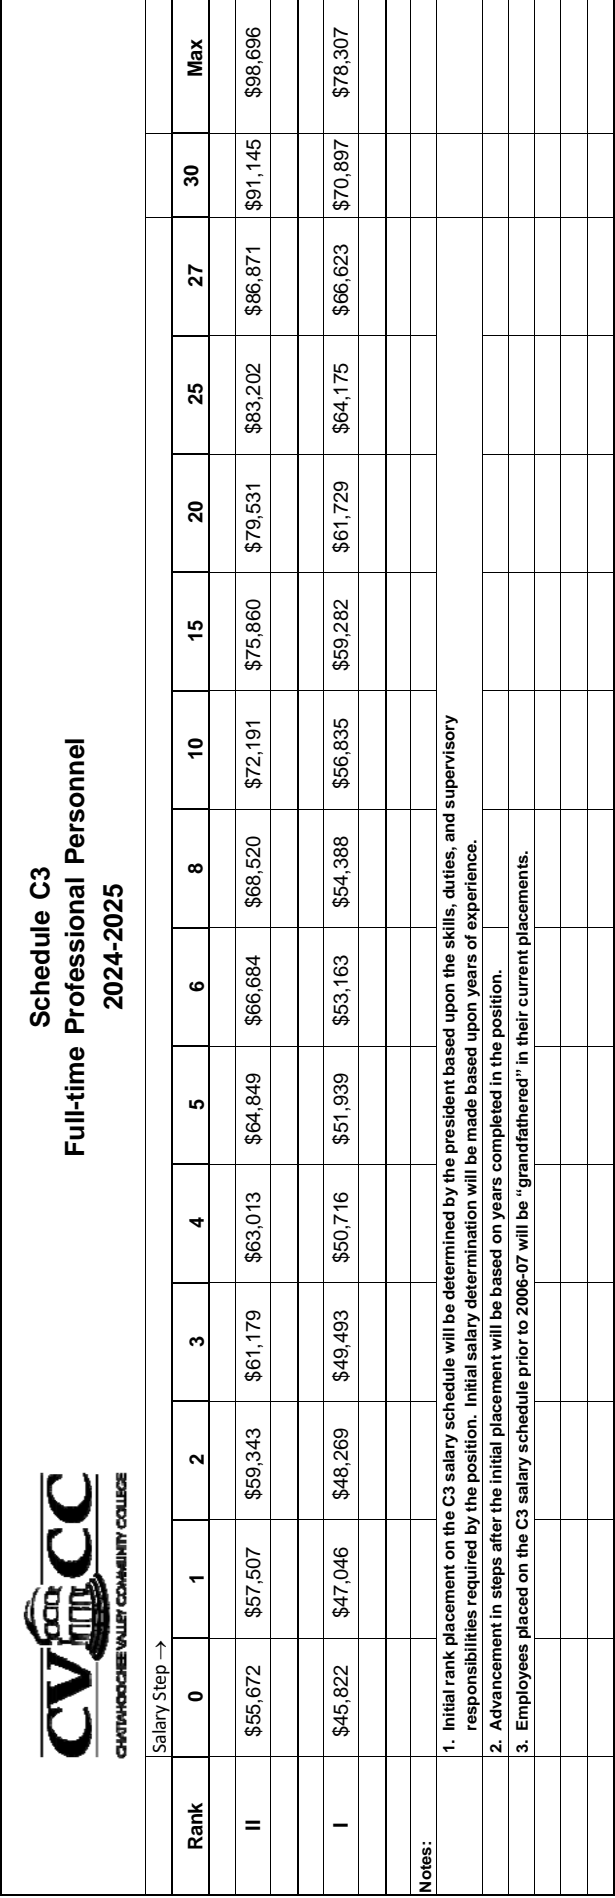 CV CC
CHATTAHOOCHEE VALLEY COMMUNITY COLLEGE
Schedule C3
Full-time Professional Personnel
2024-2025
Salary Step →
Rank 0 1 2 3 4 5 6 8 10 15 20 25 27 30 Max
II $55,672 $57,507 $59,343 $61,179 $63,013 $64,849 $66,684 $68,520 $72,191 $75,860 $79,531 $83,202 $86,871 $91,145 $98,696
I $45,822 $47,046 $48,269 $49,493 $50,716 $51,939 $53,163 $54,388 $56,835 $59,282 $61,729 $64,175 $66,623 $70,897 $78,307
Notes:
1. Initial rank placement on the C3 salary schedule will be determined by the president based upon the skills, duties, and supervisory
responsibilities required by the position. Initial salary determination will be made based upon years of experience.
2. Advancement in steps after the initial placement will be based on years completed in the position.
3. Employees placed on the C3 salary schedule prior to 2006-07 will be “grandfathered” in their current placements.